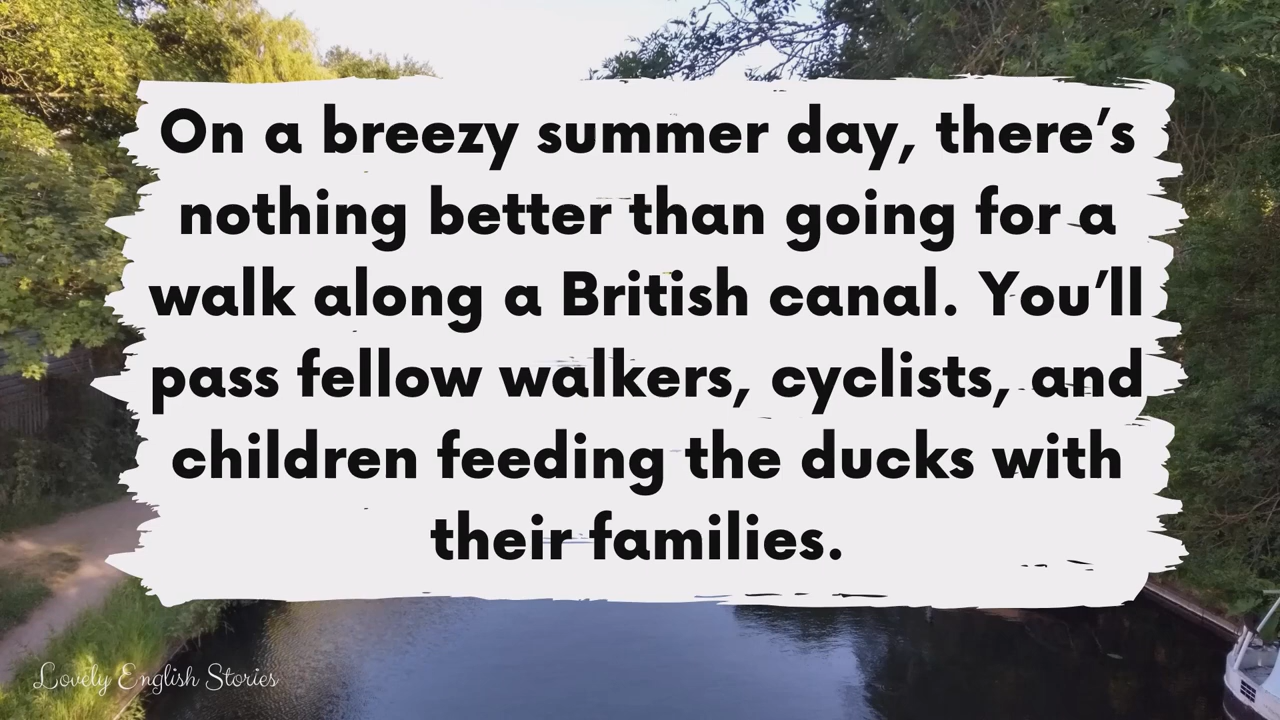 On a breezy summer day, there’s
nothing better than going for a
walk along a British canal. You’ll
pass fellow walkers, cyclists, and
children feeding the ducks with
their families.
Lovely English Stories